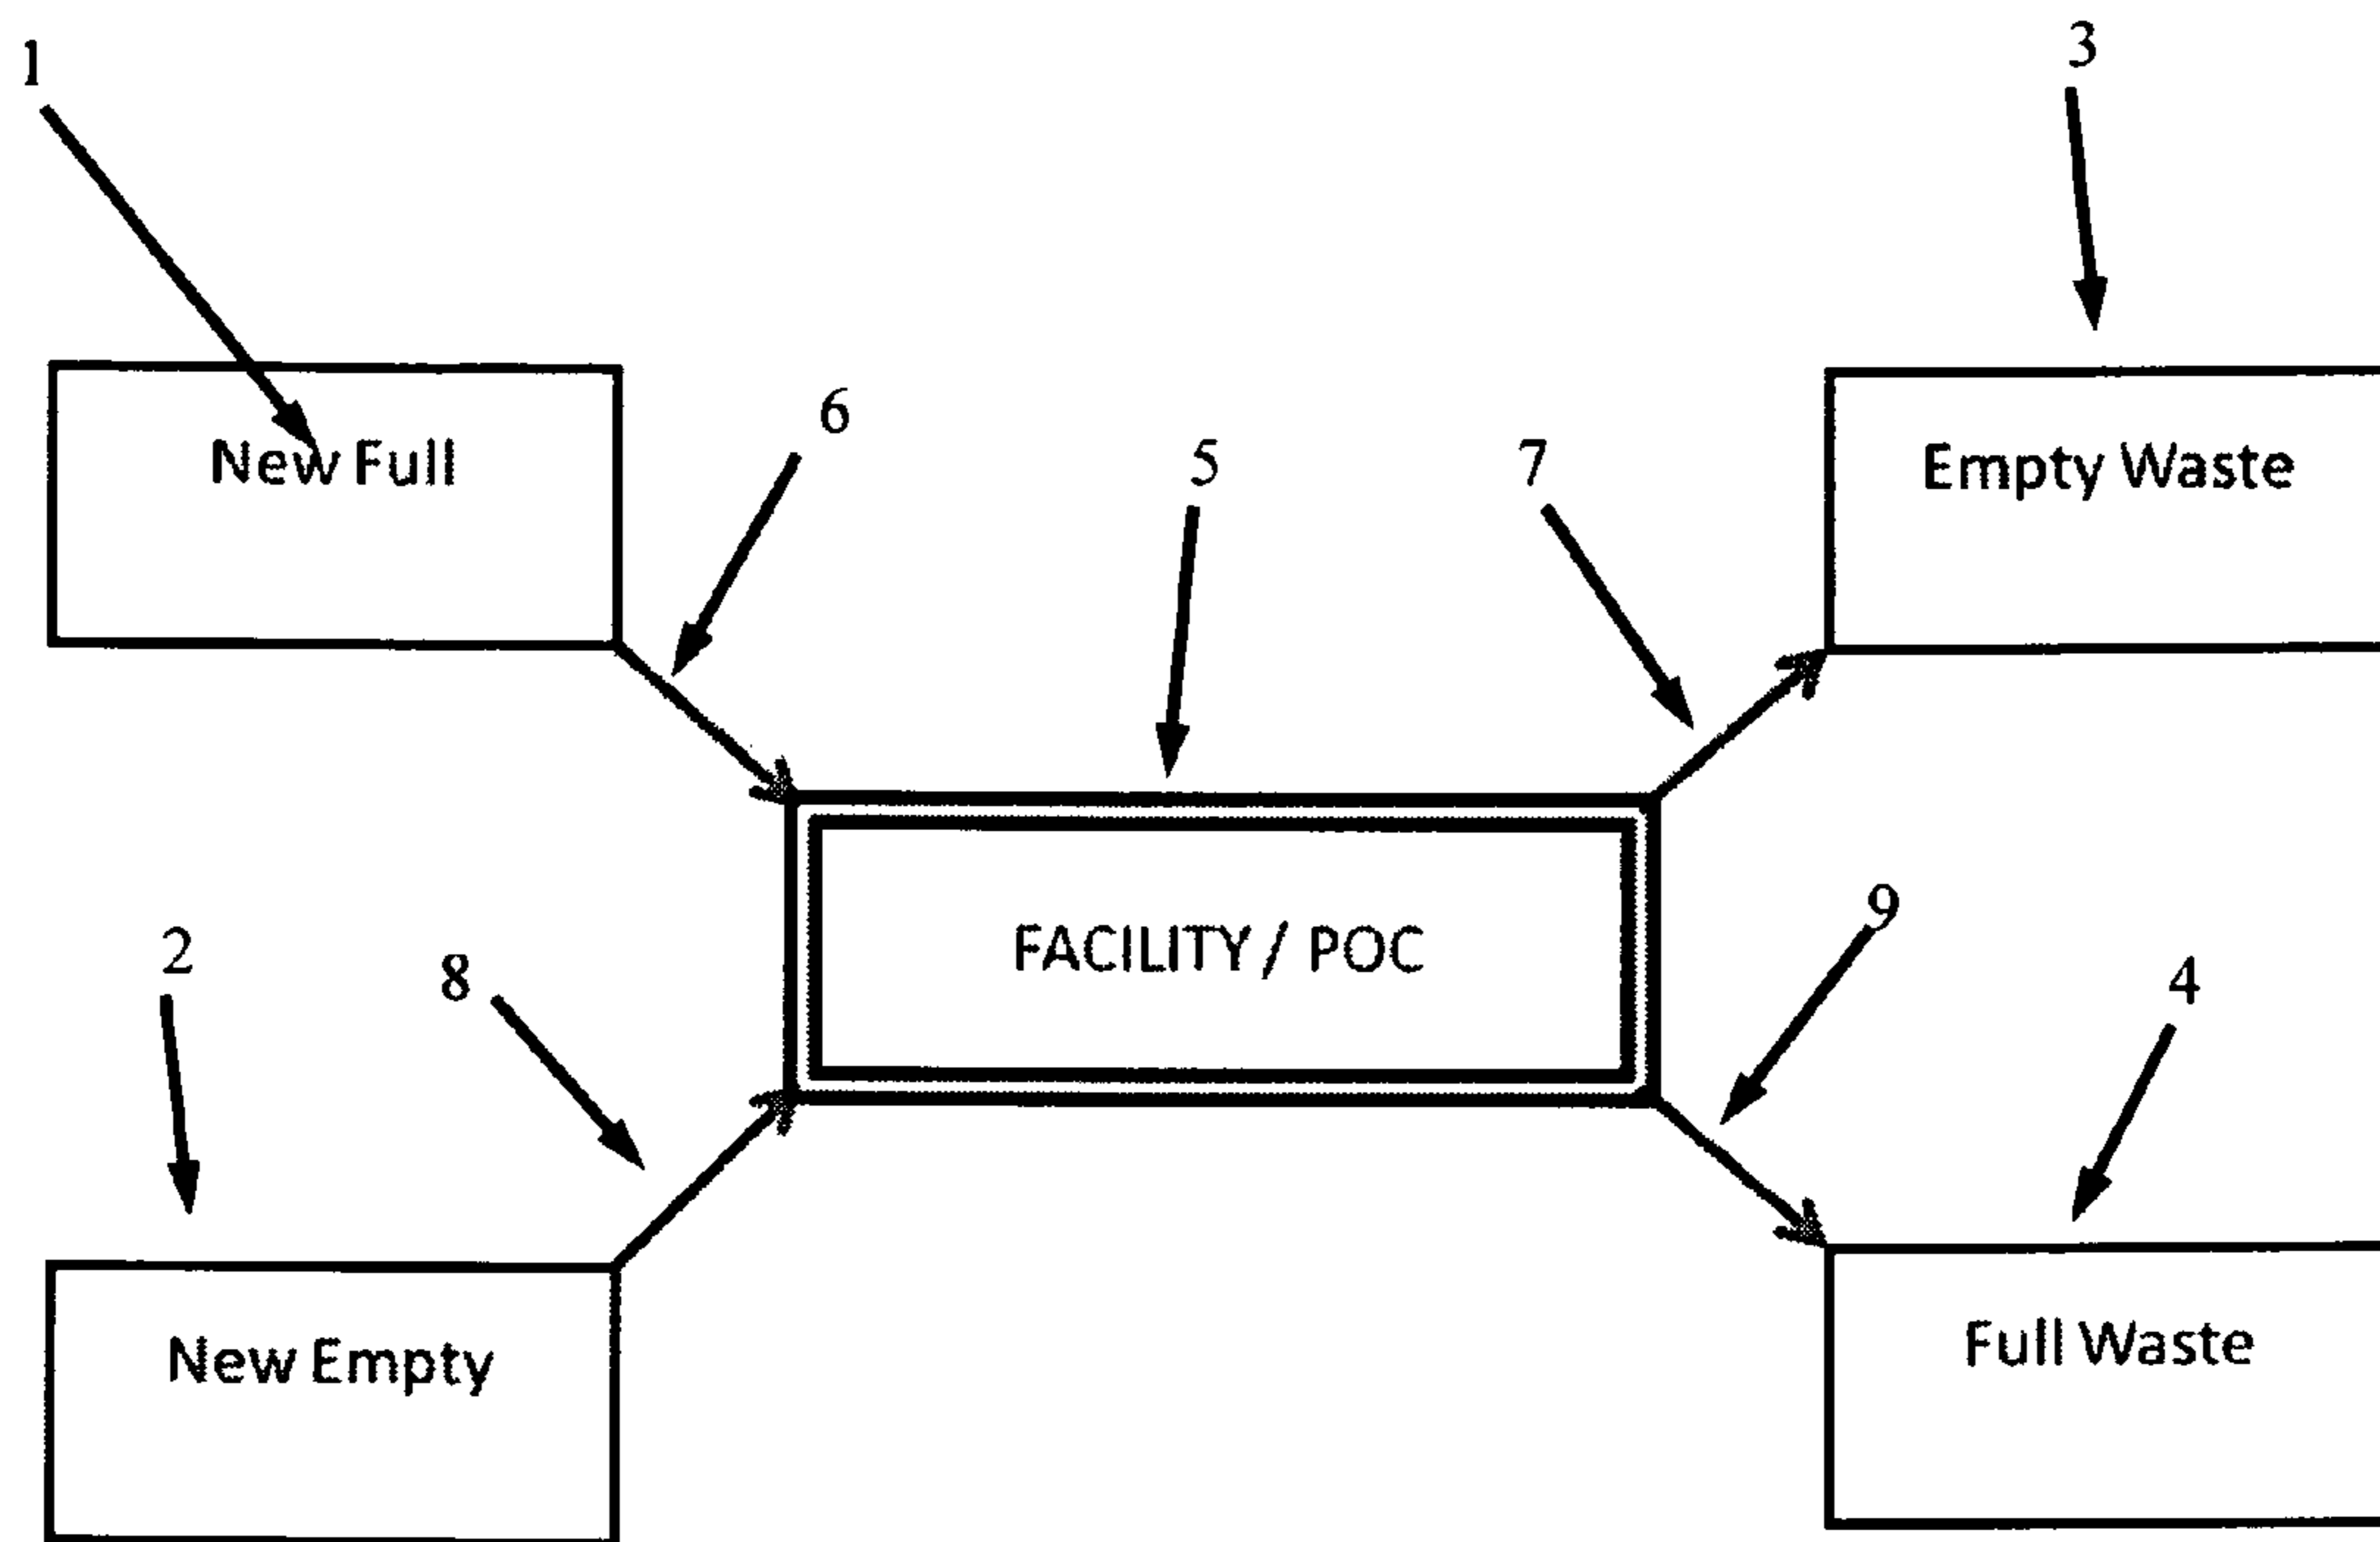 1
3
6
5
7
New Full
Empty Waste
2
8
9
4
FACILITY / POC
New Empty
Full Waste